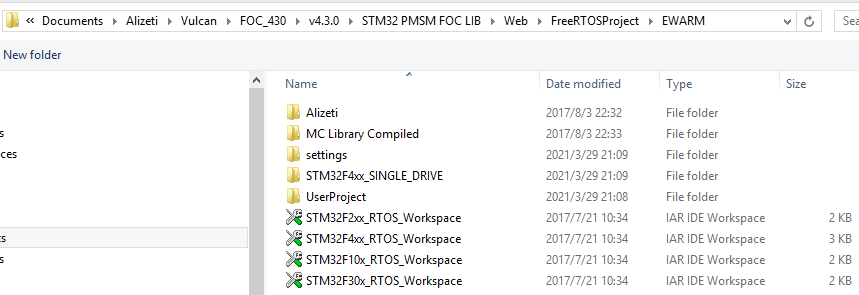 « Documents › Alizeti › Vulcan › FOC_430 › v4.3.0 › STM32 PMSM FOC LIB › Web › FreeRTOSProject › EWARM Sea
New folder
Name Date modified Type Size
Alizeti 2017/8/3 22:32 File folder
MC Library Compiled 2017/8/3 22:33 File folder
settings 2021/3/29 21:09 File folder
STM32F4xx_SINGLE_DRIVE 2021/3/29 21:09 File folder
UserProject 2021/3/29 21:08 File folder
STM32F2xx_RTOS_Workspace 2017/7/21 10:34 IAR IDE Workspace 2 KB
STM32F4xx_RTOS_Workspace 2017/7/21 10:34 IAR IDE Workspace 3 KB
STM32F10x_RTOS_Workspace 2017/7/21 10:34 IAR IDE Workspace 2 KB
STM32F30x_RTOS_Workspace 2017/7/21 10:34 IAR IDE Workspace 2 KB